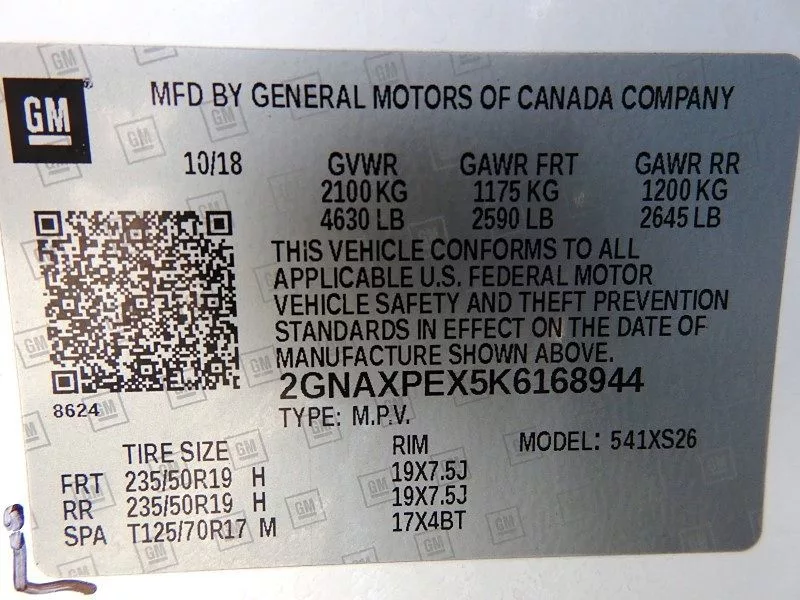 GM
MFD BY GENERAL MOTORS OF CANADA COMPANY
10/18 GVWR GAWR FRT GAWR RR
2100 KG 1175 KG 1200 KG
4630 LB 2590 LB 2645 LB
THIS VEHICLE CONFORMS TO ALL
APPLICABLE U.S. FEDERAL MOTOR
VEHICLE SAFETY AND THEFT PREVENTION
STANDARDS IN EFFECT ON THE DATE OF
MANUFACTURE SHOWN ABOVE.
2GNAXPEX5K6168944
8624
TYPE: M.P.V.
TIRE SIZE RIM MODEL: 541XS26
FRT 235/50R19 H 19X7.5J
RR 235/50R19 H 19X7.5J
SPA T125/70R17 M 17X4BT